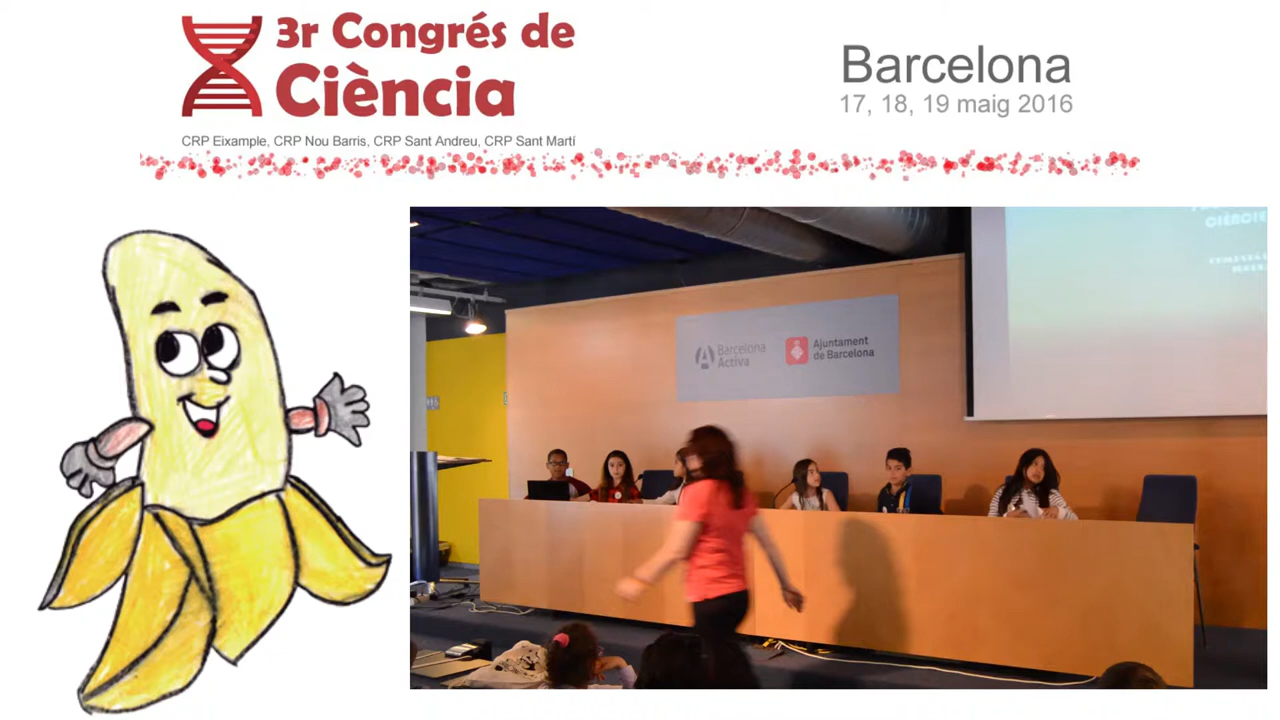 3r Congrés de
Ciència
CRP Eixample, CRP Nou Barris, CRP Sant Andreu, CRP Sant Martí
Barcelona
17, 18, 19 maig 2016
CIÈNCIE
Barcelona
Activa
Ajuntament
de Barcelona